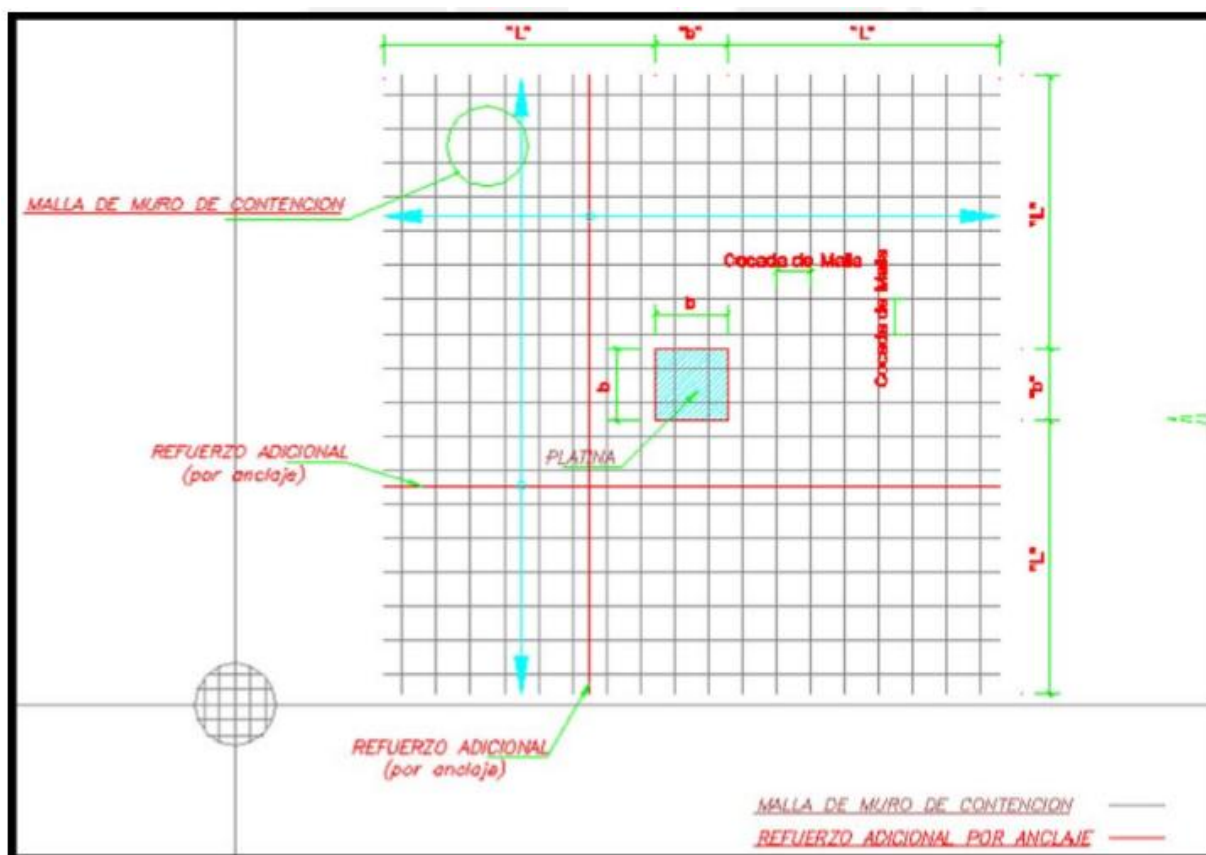 "L" "b" "L"
MALLA DE MURO DE CONTENCION
"L"
Cocada de Malla
Cocada de Malla
b
b
"b"
REFUERZO ADICIONAL
(por anclaje)
PLATINA
"L"
REFUERZO ADICIONAL
(por anclaje)
MALLA DE MURO DE CONTENCION
REFUERZO ADICIONAL POR ANCLAJE